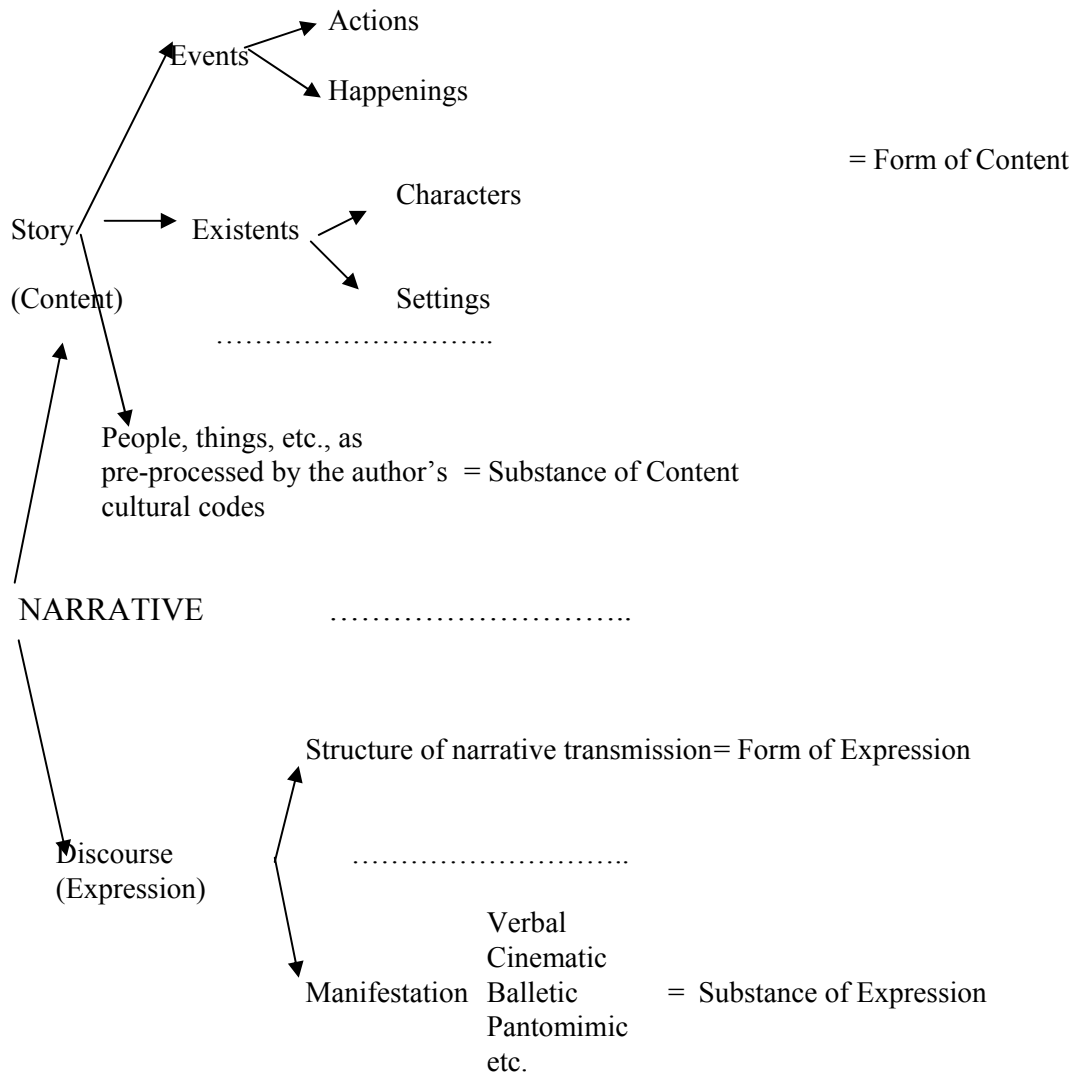 Actions
Events
Happenings
= Form of Content
Characters
Story Existents
(Content) Settings
………………………..
People, things, etc., as
pre-processed by the author’s = Substance of Content
cultural codes
NARRATIVE ………………………..
Structure of narrative transmission= Form of Expression
Discourse ………………………..
(Expression)
Verbal
Cinematic
Manifestation Balletic = Substance of Expression
Pantomimic
etc.